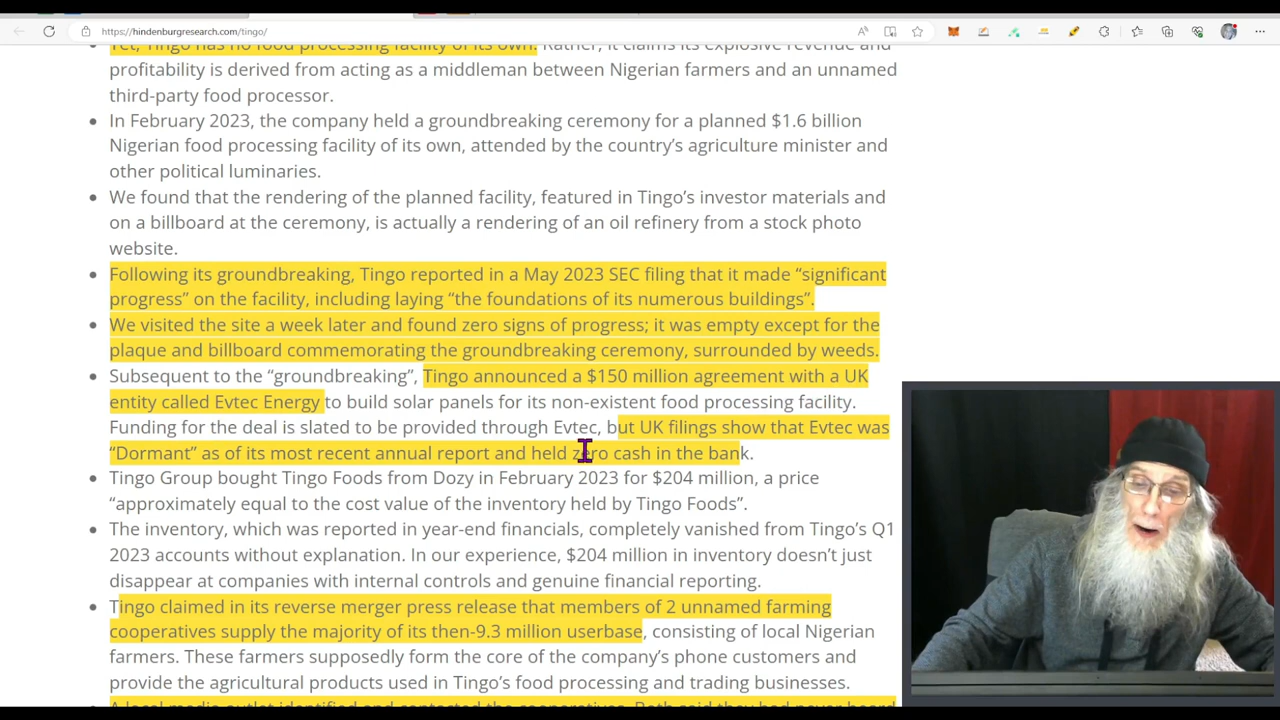 https://hindenburgresearch.com/tingo/
Yet, Tingo has no food processing facility of its own. Rather, it claims its explosive revenue and
profitability is derived from acting as a middleman between Nigerian farmers and an unnamed
third-party food processor.
In February 2023, the company held a groundbreaking ceremony for a planned $1.6 billion
Nigerian food processing facility of its own, attended by the country’s agriculture minister and
other political luminaries.
We found that the rendering of the planned facility, featured in Tingo’s investor materials and
on a billboard at the ceremony, is actually a rendering of an oil refinery from a stock photo
website.
Following its groundbreaking, Tingo reported in a May 2023 SEC filing that it made “significant
progress” on the facility, including laying “the foundations of its numerous buildings”.
We visited the site a week later and found zero signs of progress; it was empty except for the
plaque and billboard commemorating the groundbreaking ceremony, surrounded by weeds.
Subsequent to the “groundbreaking”, Tingo announced a $150 million agreement with a UK
entity called Evtec Energy to build solar panels for its non-existent food processing facility.
Funding for the deal is slated to be provided through Evtec, but UK filings show that Evtec was
“Dormant” as of its most recent annual report and held zero cash in the bank.
Tingo Group bought Tingo Foods from Dozy in February 2023 for $204 million, a price
“approximately equal to the cost value of the inventory held by Tingo Foods”.
The inventory, which was reported in year-end financials, completely vanished from Tingo’s Q1
2023 accounts without explanation. In our experience, $204 million in inventory doesn’t just
disappear at companies with internal controls and genuine financial reporting.
Tingo claimed in its reverse merger press release that members of 2 unnamed farming
cooperatives supply the majority of its then-9.3 million userbase, consisting of local Nigerian
farmers. These farmers supposedly form the core of the company’s phone customers and
provide the agricultural products used in Tingo’s food processing and trading businesses.
A local media outlet identified and contacted the cooperatives. Both said they had never heard